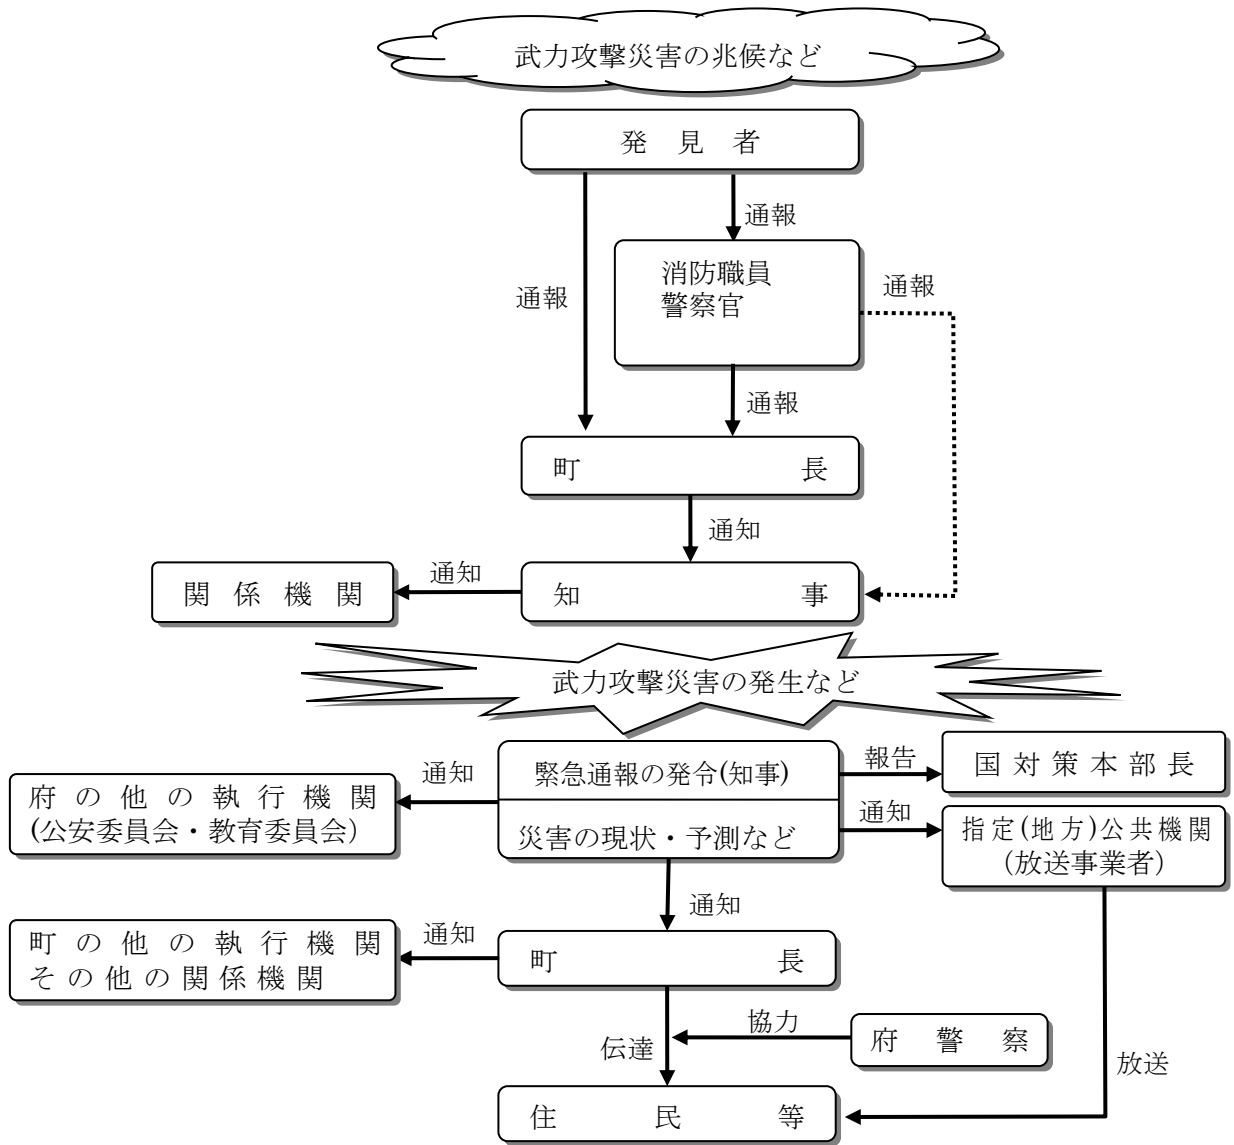 武力攻撃災害の兆候など
発見者
通報
消防職員
警察官
通報
通報
通報
町長
通知
関係機関
通知
知事
武力攻撃災害の発生など
緊急通報の発令(知事)
災害の現状・予測など
報告
国対策本部長
通知
府の他の執行機関
(公安委員会・教育委員会)
通知
指定(地方)公共機関
(放送事業者)
通知
町の他の執行機関
その他の関係機関
通知
町長
協力
府警察
伝達
放送
住民等